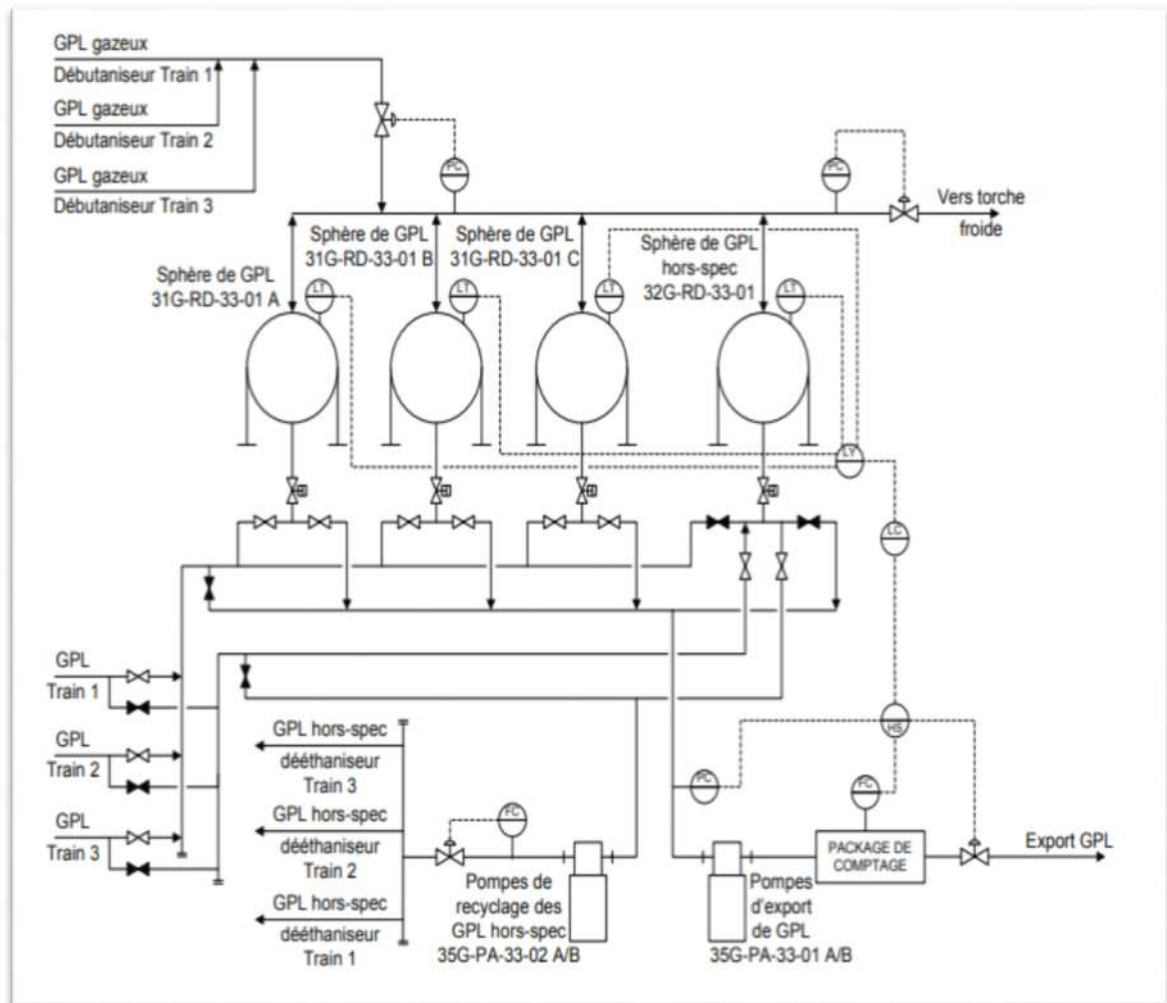 GPL gazeux
Débutaniseur Train 1
GPL gazeux
Débutaniseur Train 2
GPL gazeux
Débutaniseur Train 3
PC
PC
Vers torche
froide
Sphère de GPL
31G-RD-33-01 A
LT
Sphère de GPL
31G-RD-33-01 B
LT
Sphère de GPL
31G-RD-33-01 C
LT
Sphère de GPL
hors-spec
32G-RD-33-01
LT
LY
LC
GPL
Train 1
GPL
Train 2
GPL
Train 3
GPL hors-spec
dééthaniseur
Train 3
GPL hors-spec
dééthaniseur
Train 2
GPL hors-spec
dééthaniseur
Train 1
FC
Pompes de
recyclage des
GPL hors-spec
35G-PA-33-02 A/B
PC
HS
FC
Pompes
d'export
de GPL
35G-PA-33-01 A/B
PACKAGE DE
COMPTAGE
Export GPL